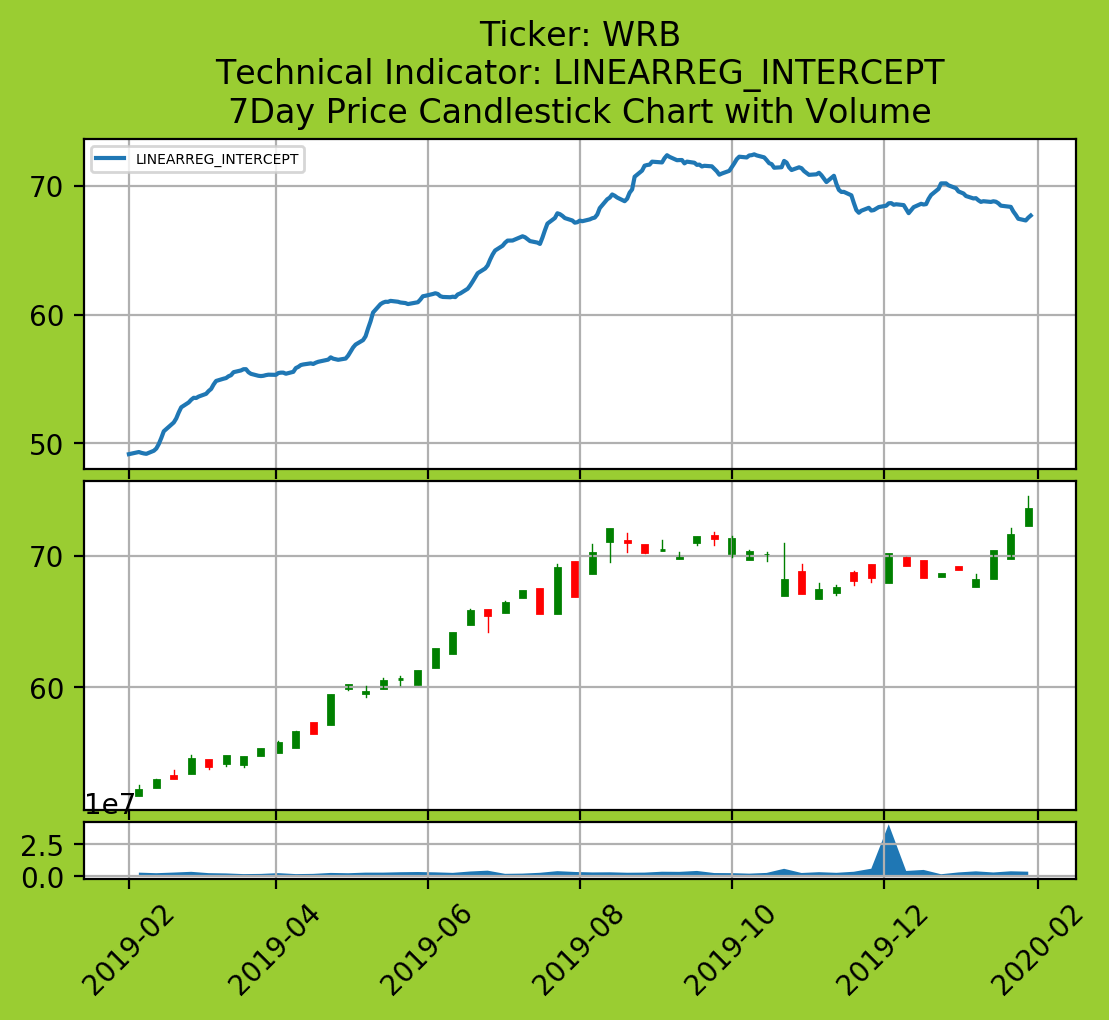 Ticker: WRB
Technical Indicator: LINEARREG_INTERCEPT
7Day Price Candlestick Chart with Volume
LINEARREG_INTERCEPT
70
60
50
70
60
1e7
2.5
0.0
2019-02
2019-04
2019-06
2019-08
2019-10
2019-12
2020-02